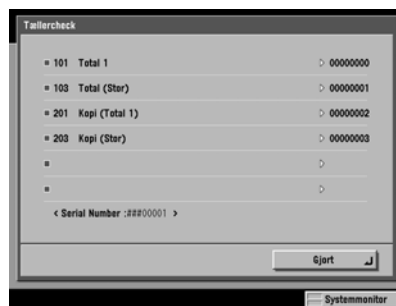 Tællercheck
101 Total 1 00000000
103 Total (Stor) 00000001
201 Kopi (Total 1) 00000002
203 Kopi (Stor) 00000003
< Serial Number :###00001 >
Gjort
Systemmonitor